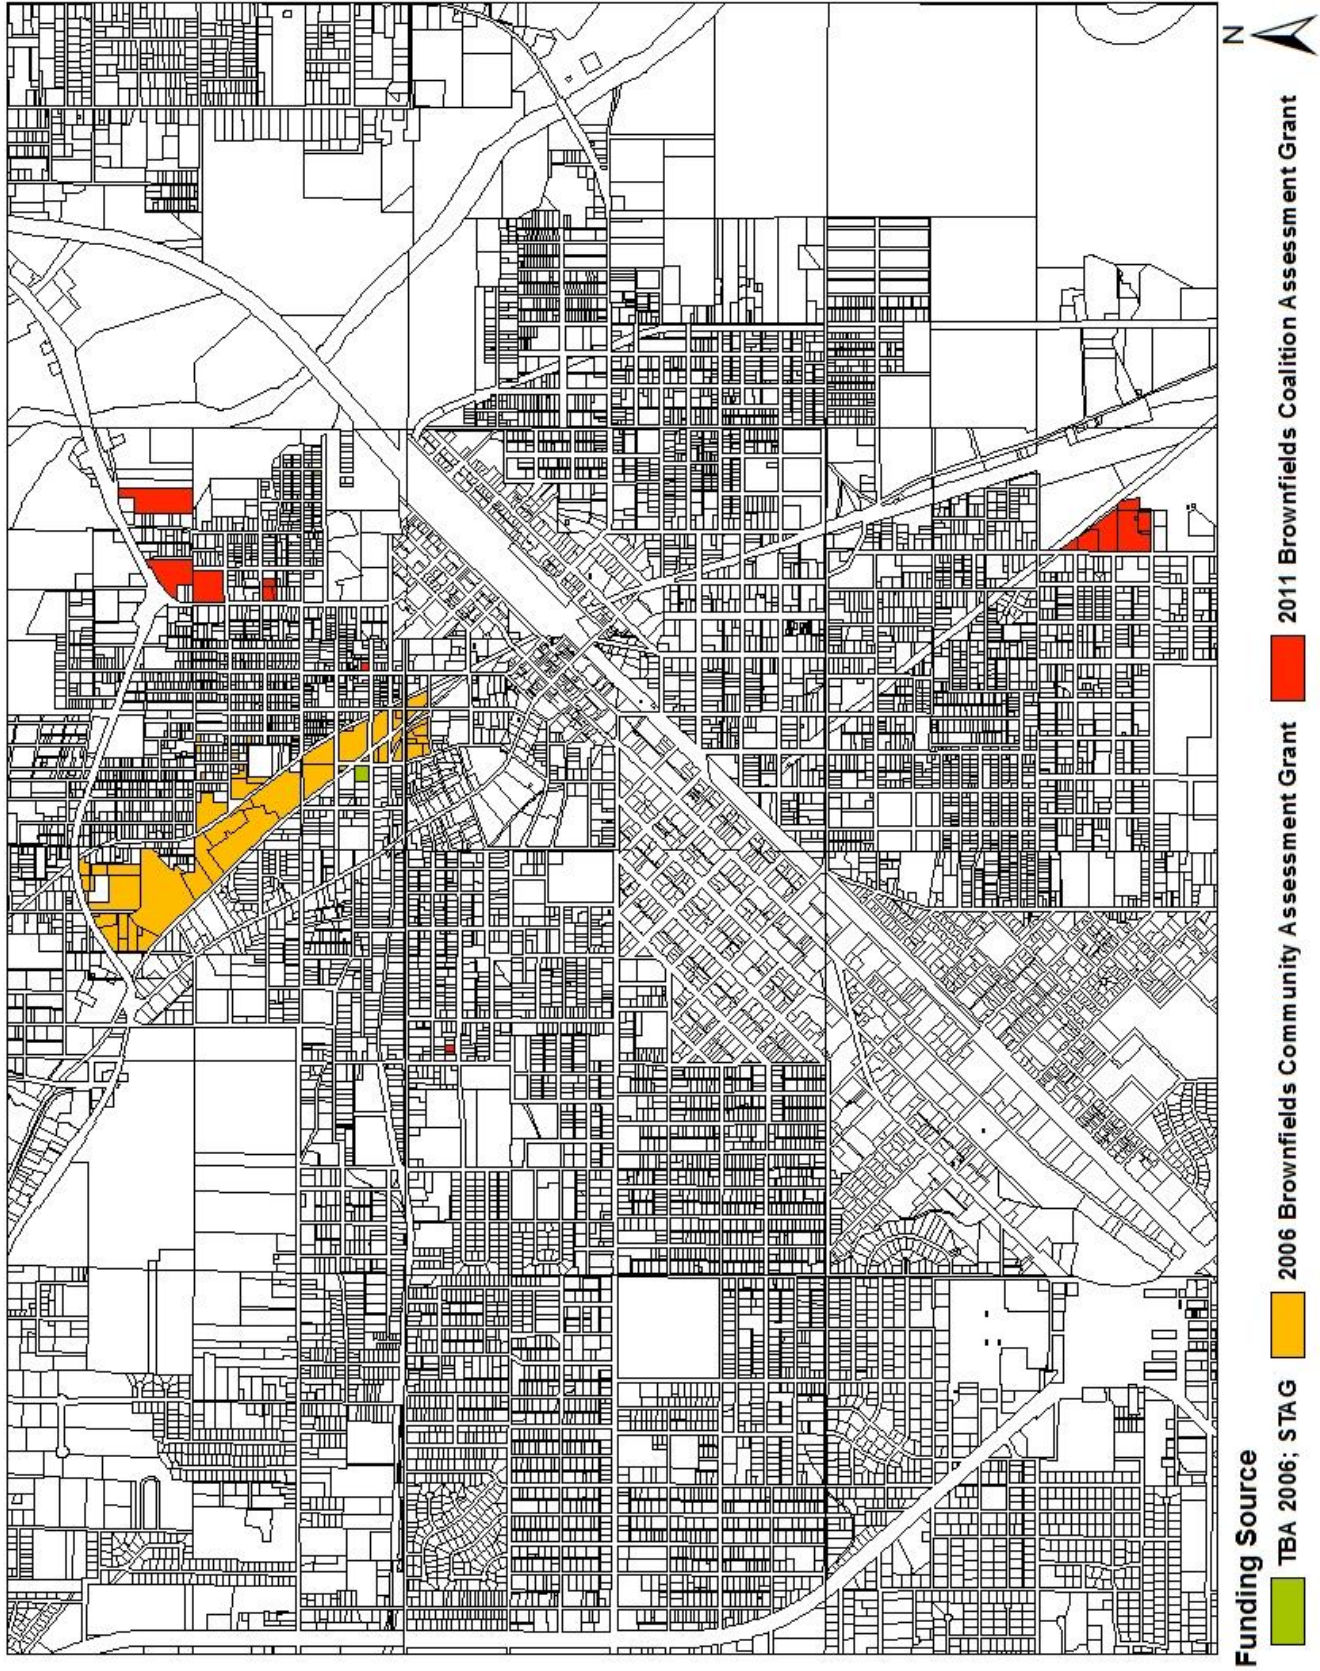 N
Funding Source
TBA 2006; STAG
2006 Brownfields Community Assessment Grant
2011 Brownfields Coalition Assessment Grant